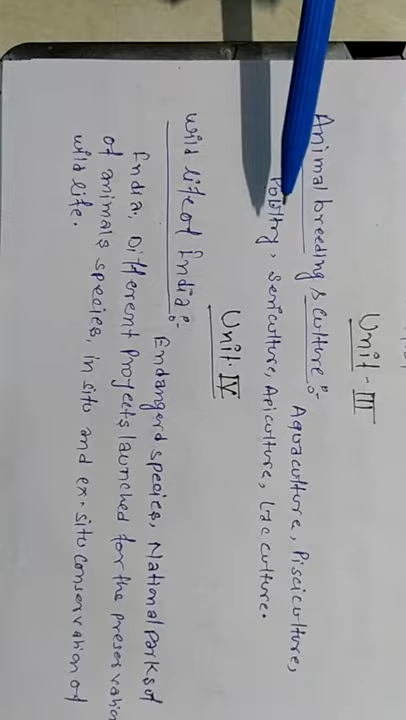 Unit - III
Animal breeding & culture:- Aquaculture, Pisciculture,
Poultry, Sericulture, Apiculture, Lac culture.
Unit-IV
Wild life of India:- Endangerd species, National parks of
India, Different Projects launched for the preservation
of animals species, in situ and ex-situ conservation of
wild life.